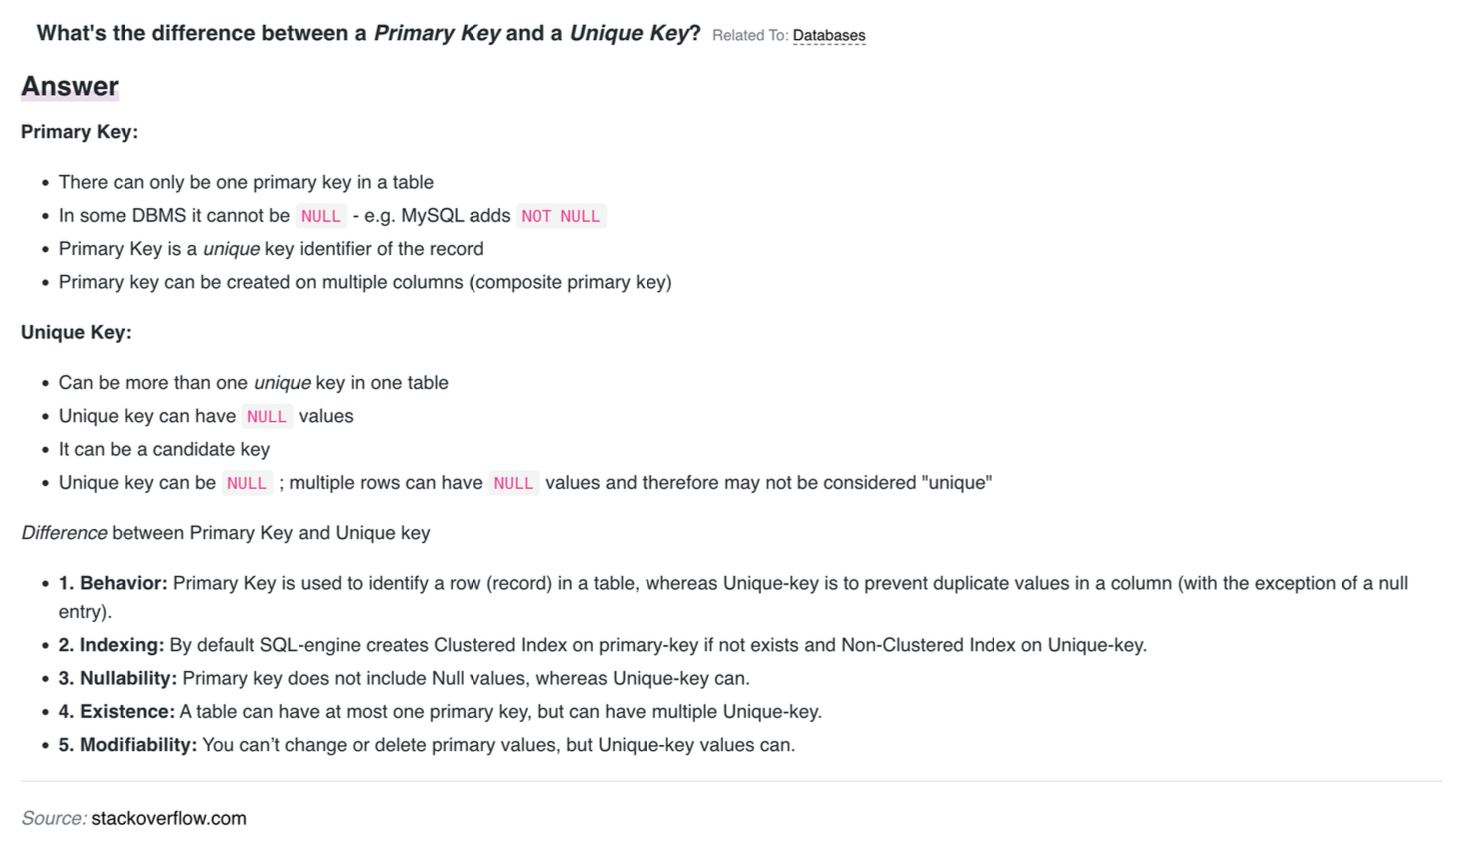 What's the difference between a Primary Key and a Unique Key? Related To: Databases
Answer
Primary Key:
• There can only be one primary key in a table
• In some DBMS it cannot be NULL - e.g. MySQL adds NOT NULL
• Primary Key is a unique key identifier of the record
• Primary key can be created on multiple columns (composite primary key)
Unique Key:
• Can be more than one unique key in one table
• Unique key can have NULL values
• It can be a candidate key
• Unique key can be NULL ; multiple rows can have NULL values and therefore may not be considered "unique"
Difference between Primary Key and Unique key
• 1. Behavior: Primary Key is used to identify a row (record) in a table, whereas Unique-key is to prevent duplicate values in a column (with the exception of a null
entry).
• 2. Indexing: By default SQL-engine creates Clustered Index on primary-key if not exists and Non-Clustered Index on Unique-key.
• 3. Nullability: Primary key does not include Null values, whereas Unique-key can.
• 4. Existence: A table can have at most one primary key, but can have multiple Unique-key.
• 5. Modifiability: You can’t change or delete primary values, but Unique-key values can.
Source: stackoverflow.com